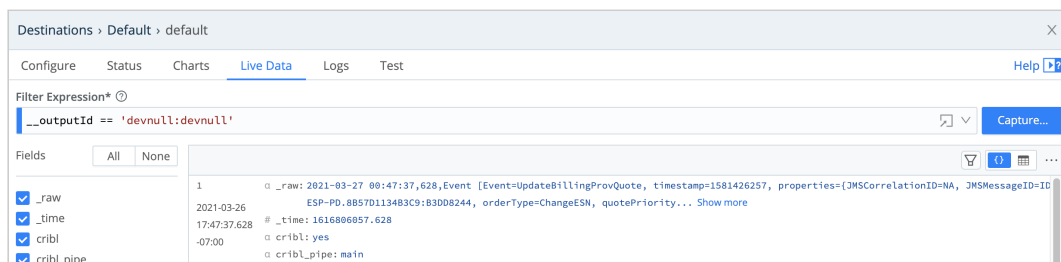 Destinations › Default › default
Configure Status Charts Live Data Logs Test Help
Filter Expression*
__outputId == 'devnull:devnull' Capture...
Fields All None
_raw
_time
cribl
cribl_pipe
1
2021-03-26
17:47:37.628
-07:00
α _raw: 2021-03-27 00:47:37,628,Event [Event=UpdateBillingProvQuote, timestamp=1581426257, properties={JMSCorrelationID=NA, JMSMessageID=ID
ESP-PD.8B57D1134B3C9:B3DD8244, orderType=ChangeESN, quotePriority... Show more
# _time: 1616806057.628
α cribl: yes
α cribl_pipe: main